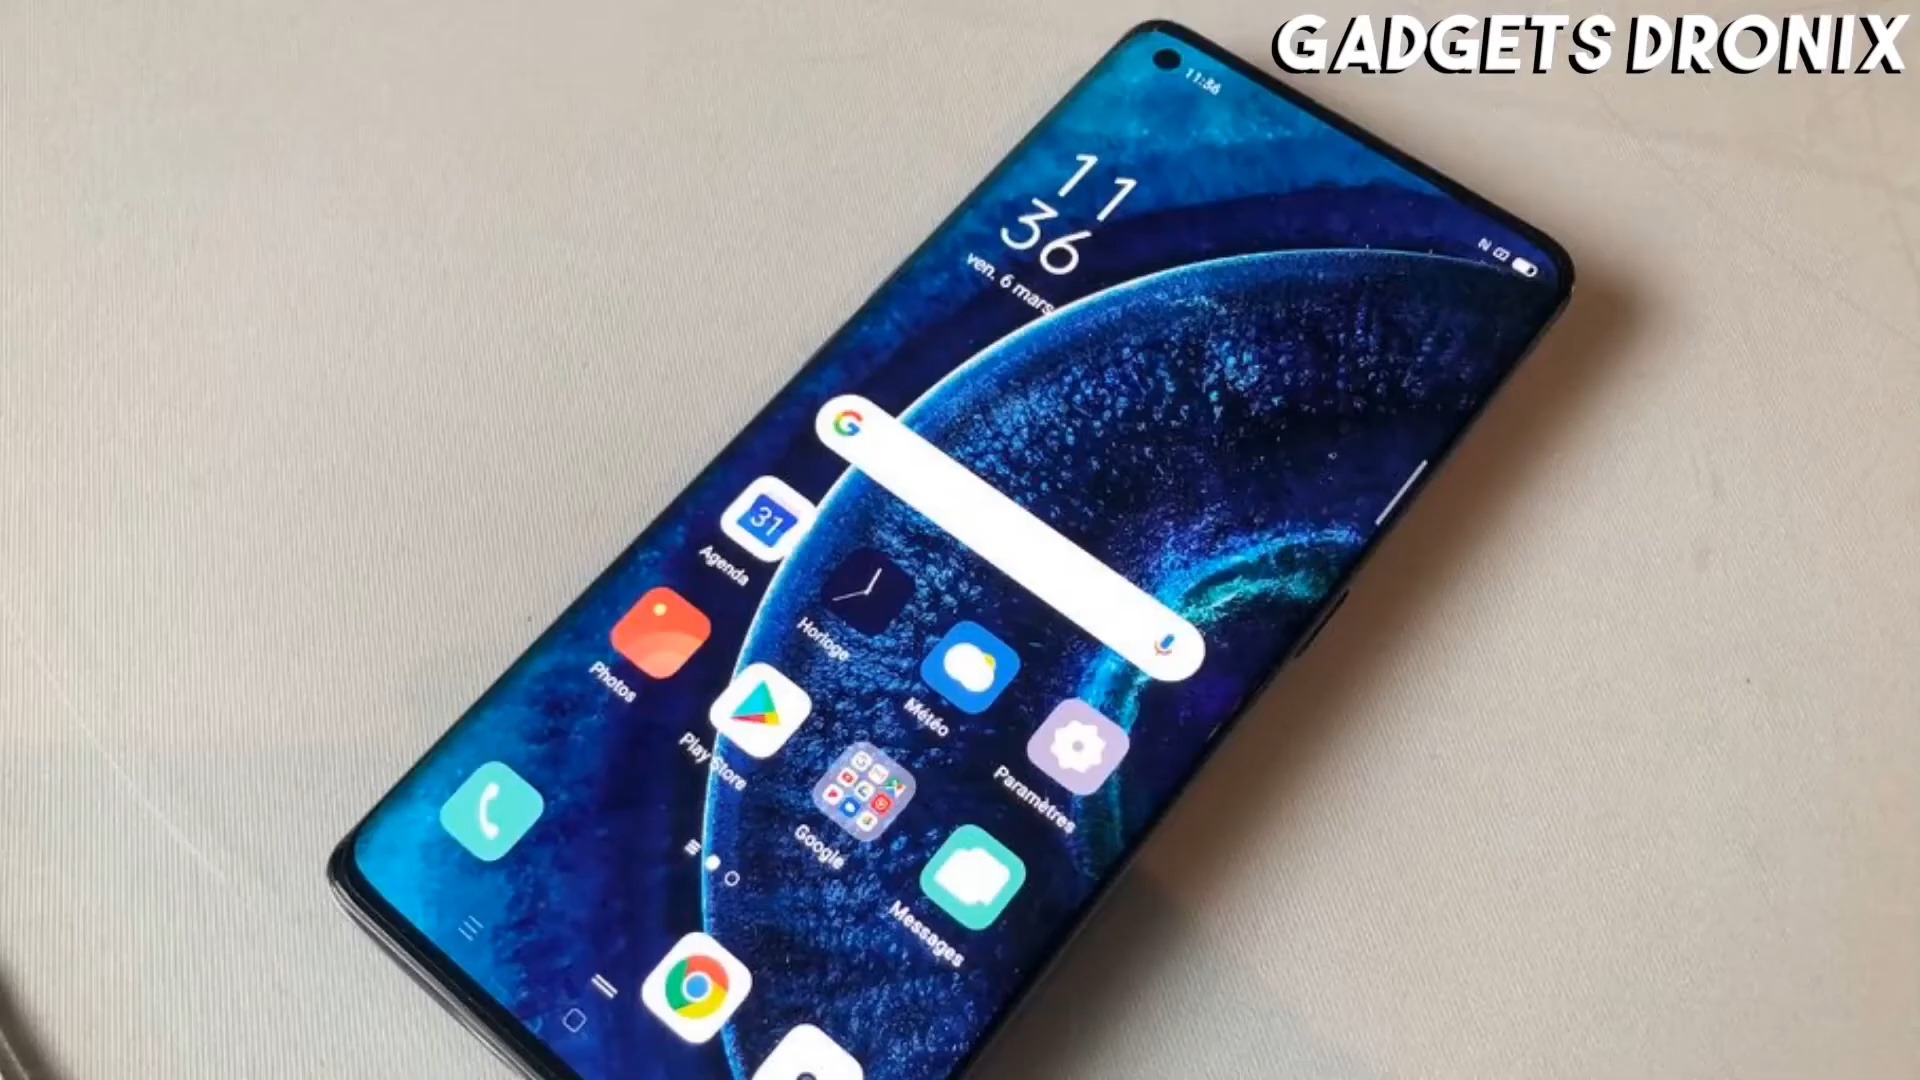 GADGETS DRONIX
11:36
11
36
ven. 6 mars
G
31
Agenda
Horloge
Météo
Paramètres
Photos
Play Store
Google
Messages